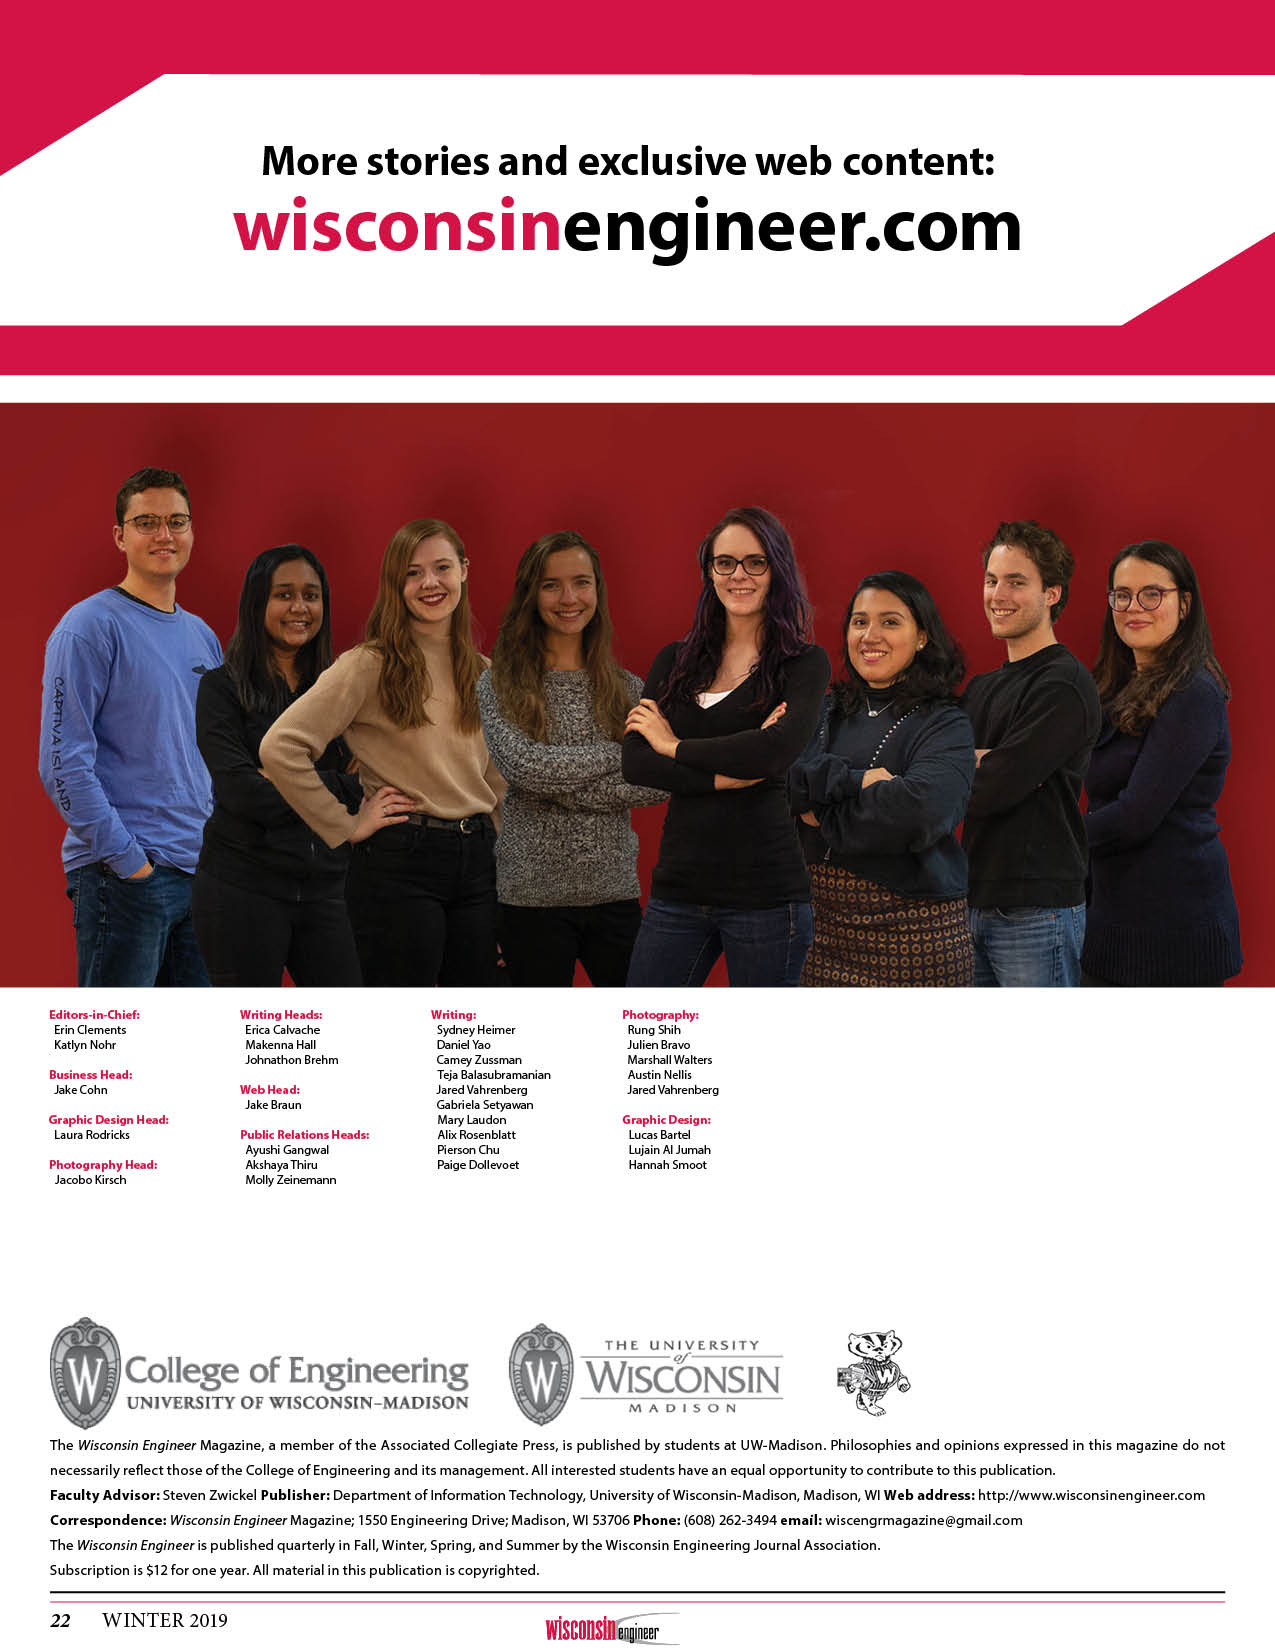 More stories and exclusive web content:
wisconsinengineer.com
CAPTIVA ISLAND
Editors-in-Chief:
Erin Clements
Katlyn Nohr
Business Head:
Jake Cohn
Graphic Design Head:
Laura Rodricks
Photography Head:
Jacobo Kirsch
Writing Heads:
Erica Calvache
Makenna Hall
Johnathon Brehm
Web Head:
Jake Braun
Public Relations Heads:
Ayushi Gangwal
Akshaya Thiru
Molly Zeinemann
Writing:
Sydney Heimer
Daniel Yao
Camey Zussman
Teja Balasubramanian
Jared Vahrenberg
Gabriela Setyawan
Mary Laudon
Alix Rosenblatt
Pierson Chu
Paige Dollevoet
Photography:
Rung Shih
Julien Bravo
Marshall Walters
Austin Nellis
Jared Vahrenberg
Graphic Design:
Lucas Bartel
Lujain Al Jumah
Hannah Smoot
W
College of Engineering
UNIVERSITY OF WISCONSIN–MADISON
W
THE UNIVERSITY
of
WISCONSIN
MADISON
W
The Wisconsin Engineer Magazine, a member of the Associated Collegiate Press, is published by students at UW-Madison. Philosophies and opinions expressed in this magazine do not
necessarily reflect those of the College of Engineering and its management. All interested students have an equal opportunity to contribute to this publication.
Faculty Advisor: Steven Zwickel Publisher: Department of Information Technology, University of Wisconsin-Madison, Madison, WI Web address: http://www.wisconsinengineer.com
Correspondence: Wisconsin Engineer Magazine; 1550 Engineering Drive; Madison, WI 53706 Phone: (608) 262-3494 email: wiscengrmagazine@gmail.com
The Wisconsin Engineer is published quarterly in Fall, Winter, Spring, and Summer by the Wisconsin Engineering Journal Association.
Subscription is $12 for one year. All material in this publication is copyrighted.
22 WINTER 2019
wisconsin engineer